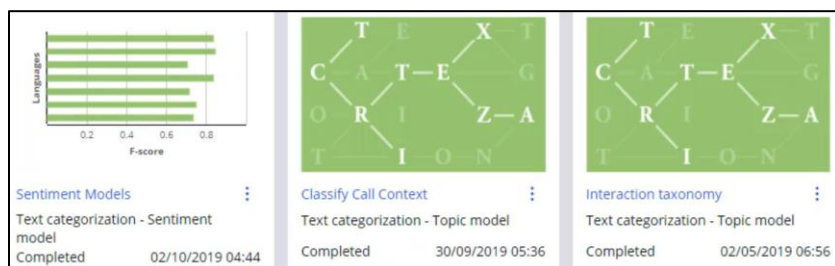 Languages
0.2 0.4 0.6 0.8
F-score
Sentiment Models
Text categorization - Sentiment
model
Completed 02/10/2019 04:44
T E X T
C A T E G
O R I Z A
T I O N
Classify Call Context
Text categorization - Topic model
Completed 30/09/2019 05:36
T E X T
C A T E G
O R I Z A
T I O N
Interaction taxonomy
Text categorization - Topic model
Completed 02/05/2019 06:56